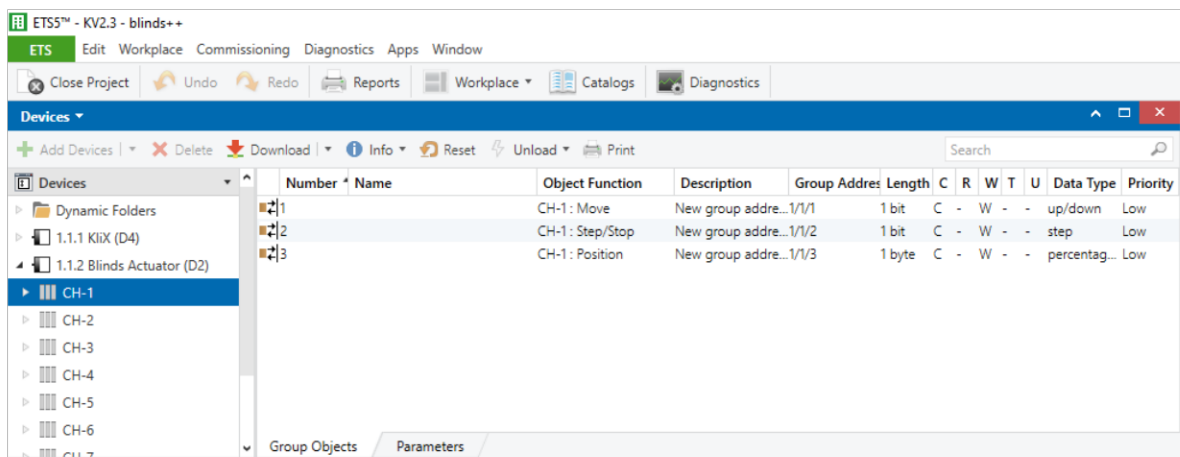 ETS5™ - KV2.3 - blinds++
ETS Edit Workplace Commissioning Diagnostics Apps Window
Close Project Undo Redo Reports Workplace Catalogs Diagnostics
Devices
Add Devices Delete Download Info Reset Unload Print Search
Devices Number Name Object Function Description Group Addres Length C R W T U Data Type Priority
Dynamic Folders 1 CH-1 : Move New group addre... 1/1/1 1 bit C - W - - up/down Low
1.1.1 KliX (D4) 2 CH-1 : Step/Stop New group addre... 1/1/2 1 bit C - W - - step Low
1.1.2 Blinds Actuator (D2) 3 CH-1 : Position New group addre... 1/1/3 1 byte C - W - - percentag... Low
CH-1
CH-2
CH-3
CH-4
CH-5
CH-6
CH-7
Group Objects Parameters